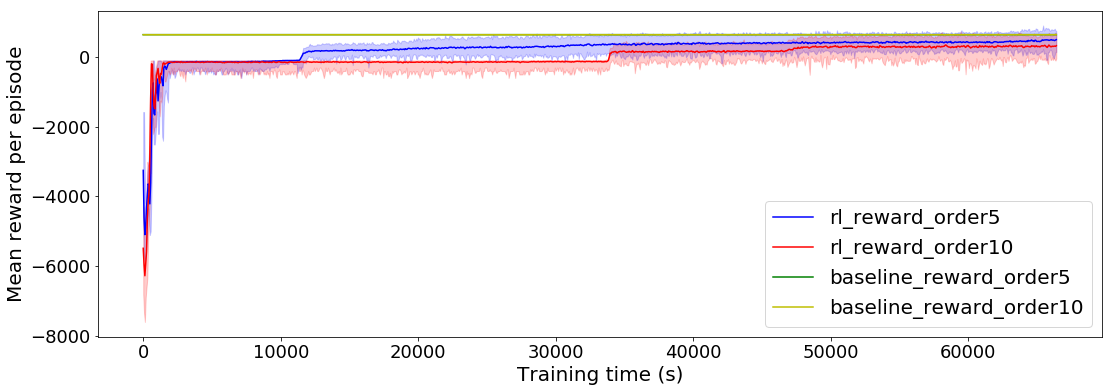 Mean reward per episode
0
−2000
−4000
−6000
−8000
0
10000
20000
30000
40000
50000
60000
Training time (s)
rl_reward_order5
rl_reward_order10
baseline_reward_order5
baseline_reward_order10